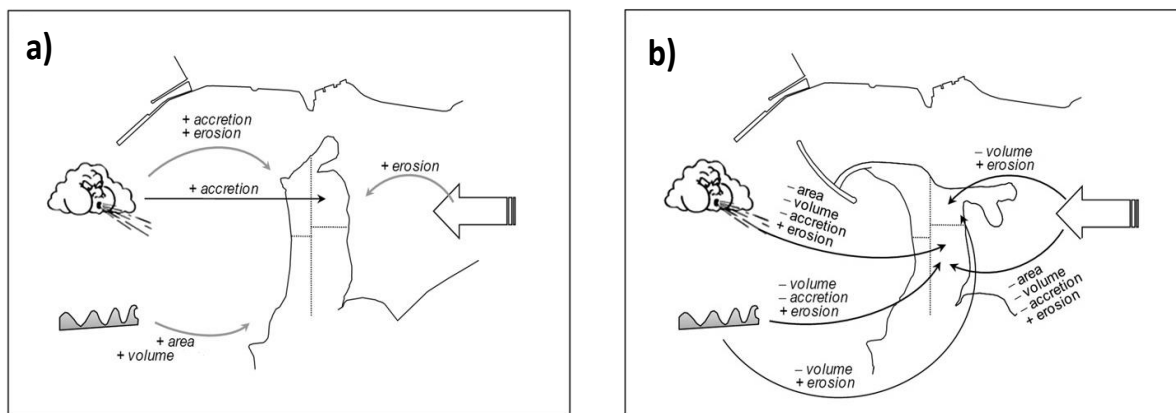 a)
+ accretion
+ erosion
+ erosion
+ accretion
+ area
+ volume
b)
– volume
+ erosion
– area
– volume
– accretion
+ erosion
– area
– volume
– accretion
+ erosion
– volume
– accretion
+ erosion
– volume
+ erosion